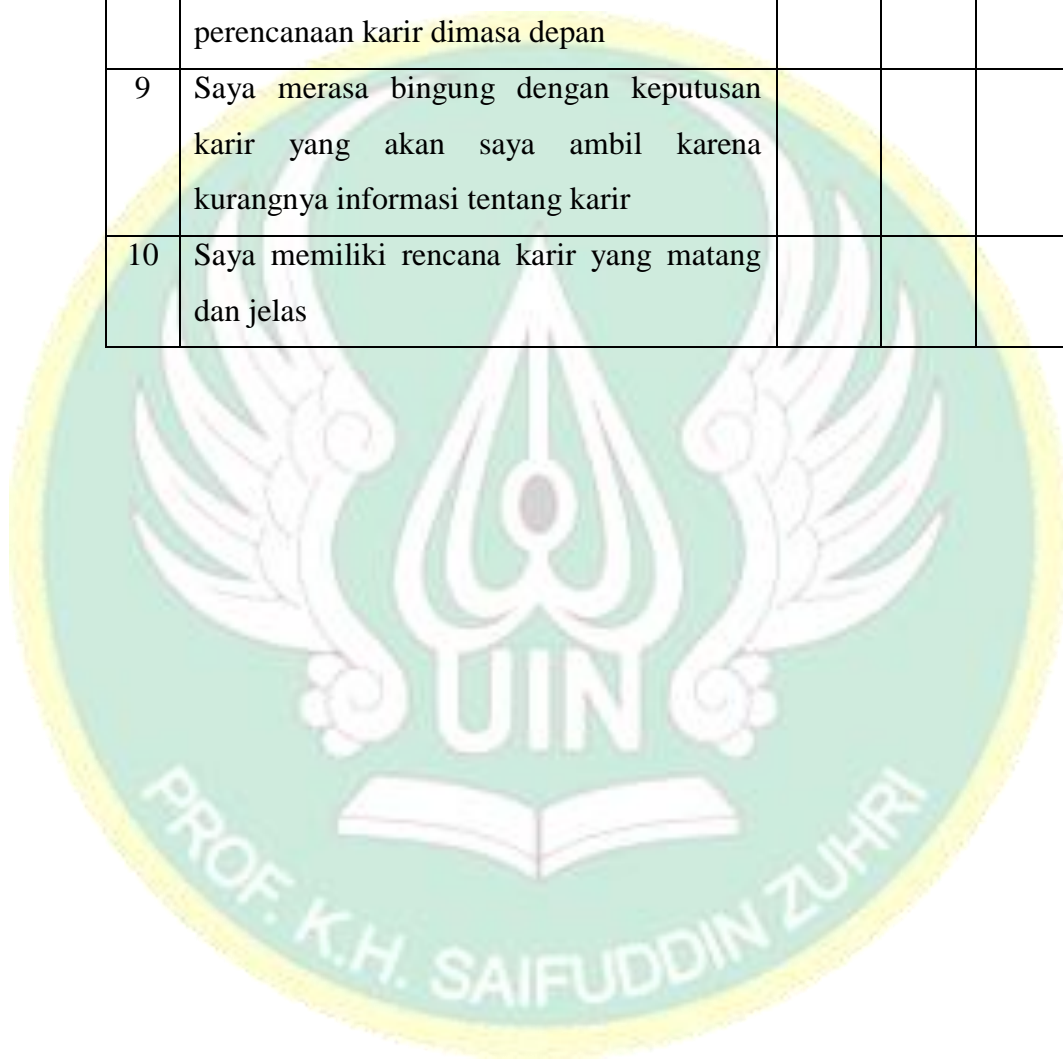 perencanaan karir dimasa depan
9 Saya merasa bingung dengan keputusan
karir yang akan saya ambil karena
kurangnya informasi tentang karir
10 Saya memiliki rencana karir yang matang
dan jelas
UIN
PROF. K.H. SAIFUDDIN ZUHRI